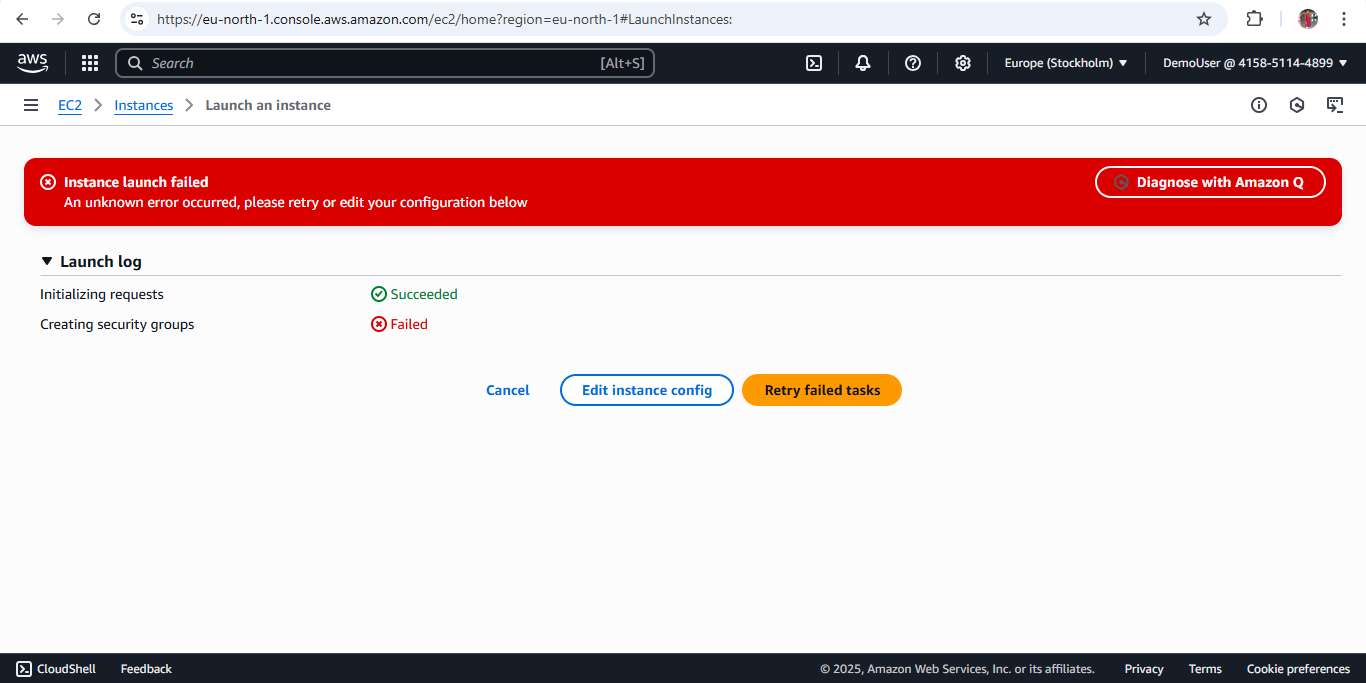 https://eu-north-1.console.aws.amazon.com/ec2/home?region=eu-north-1#LaunchInstances:
aws Search [Alt+S] Europe (Stockholm) DemoUser @ 4158-5114-4899
EC2 Instances Launch an instance
Instance launch failed Diagnose with Amazon Q
An unknown error occurred, please retry or edit your configuration below
Launch log
Initializing requests Succeeded
Creating security groups Failed
Cancel Edit instance config Retry failed tasks
CloudShell Feedback © 2025, Amazon Web Services, Inc. or its affiliates. Privacy Terms Cookie preferences